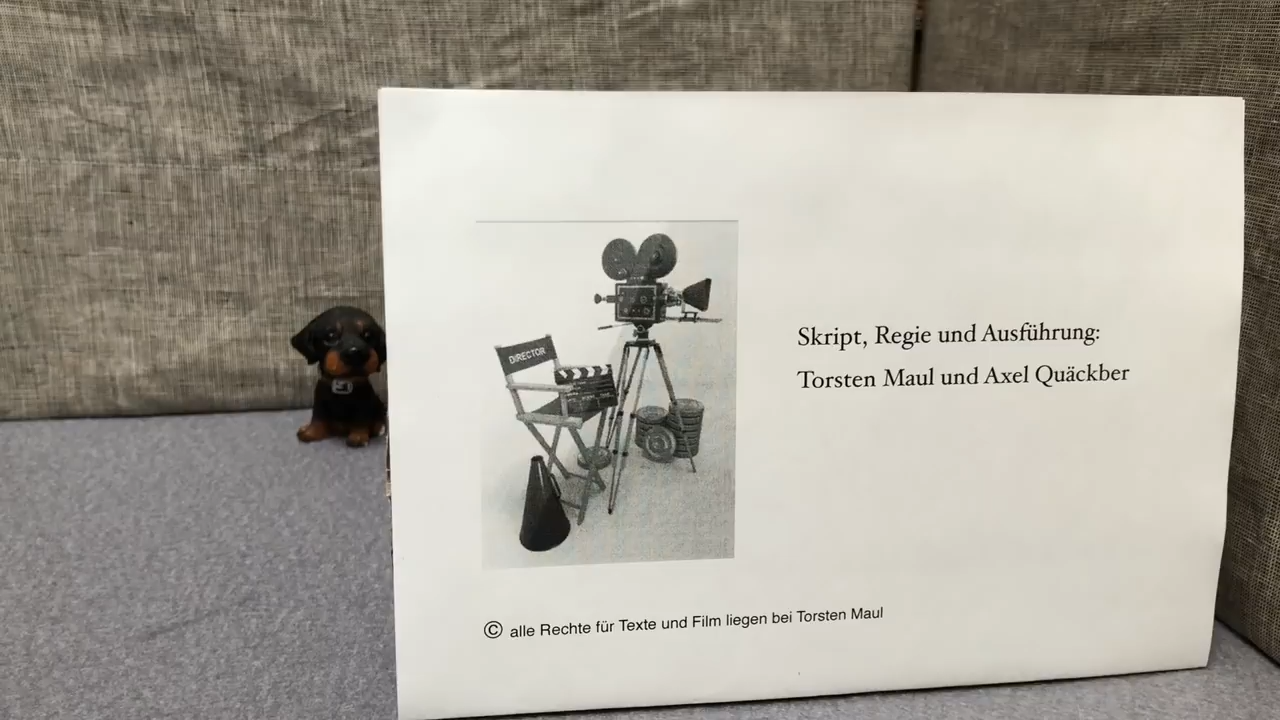 DIRECTOR
Skript, Regie und Ausführung:
Torsten Maul und Axel Quäckber
© alle Rechte für Texte und Film liegen bei Torsten Maul